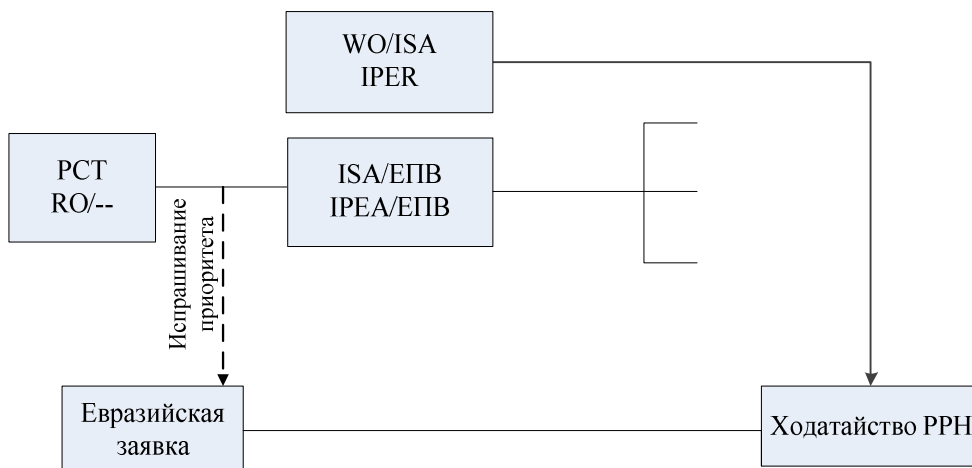 WO/ISA
IPER
PCT
RO/--
ISA/ЕПВ
IPEA/ЕПВ
Испрашивание
приоритета
Евразийская
заявка
Ходатайство PPH